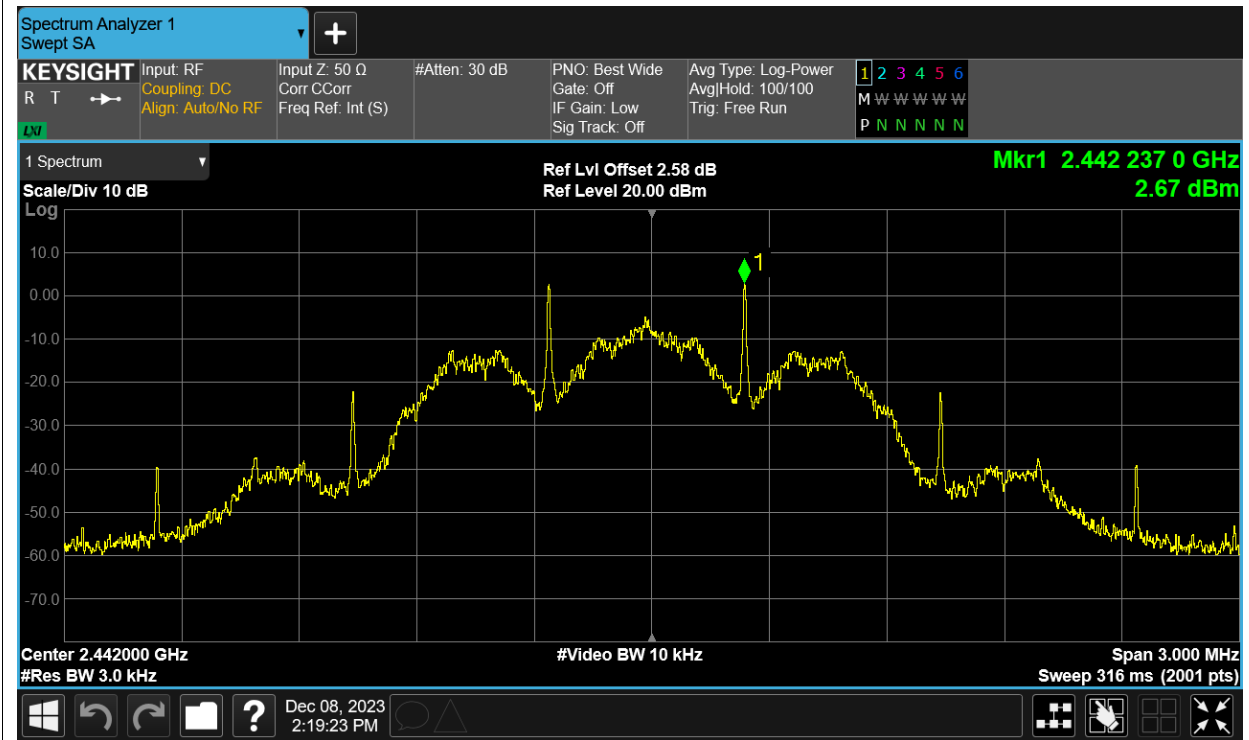 Spectrum Analyzer 1
Swept SA
+
KEYSIGHT
R T
LXI
Input: RF
Coupling: DC
Align: Auto/No RF
Input Z: 50 Ω
Corr CCorr
Freq Ref: Int (S)
#Atten: 30 dB
PNO: Best Wide
Gate: Off
IF Gain: Low
Sig Track: Off
Avg Type: Log-Power
Avg|Hold: 100/100
Trig: Free Run
1 2 3 4 5 6
M W W W W W
P N N N N N
1 Spectrum
Scale/Div 10 dB
Log
Ref Lvl Offset 2.58 dB
Ref Level 20.00 dBm
Mkr1 2.442 237 0 GHz
2.67 dBm
10.0
0.00
-10.0
-20.0
-30.0
-40.0
-50.0
-60.0
-70.0
1
Center 2.442000 GHz
#Res BW 3.0 kHz
#Video BW 10 kHz
Span 3.000 MHz
Sweep 316 ms (2001 pts)
?
Dec 08, 2023
2:19:23 PM